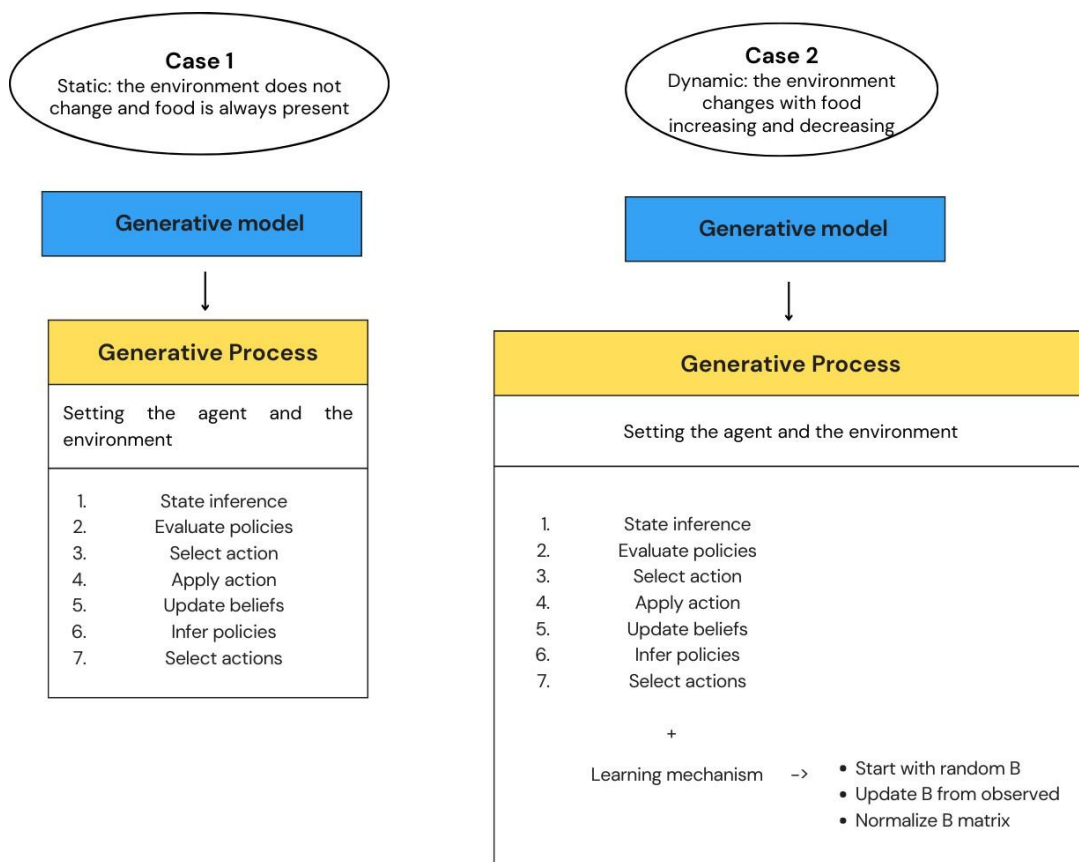 Case 1
Static: the environment does not
change and food is always present
Generative model
Generative Process
Setting the agent and the
environment
1. State inference
2. Evaluate policies
3. Select action
4. Apply action
5. Update beliefs
6. Infer policies
7. Select actions
Case 2
Dynamic: the environment
changes with food
increasing and decreasing
Generative model
Generative Process
Setting the agent and the environment
1. State inference
2. Evaluate policies
3. Select action
4. Apply action
5. Update beliefs
6. Infer policies
7. Select actions
+
Learning mechanism ->
• Start with random B
• Update B from observed
• Normalize B matrix